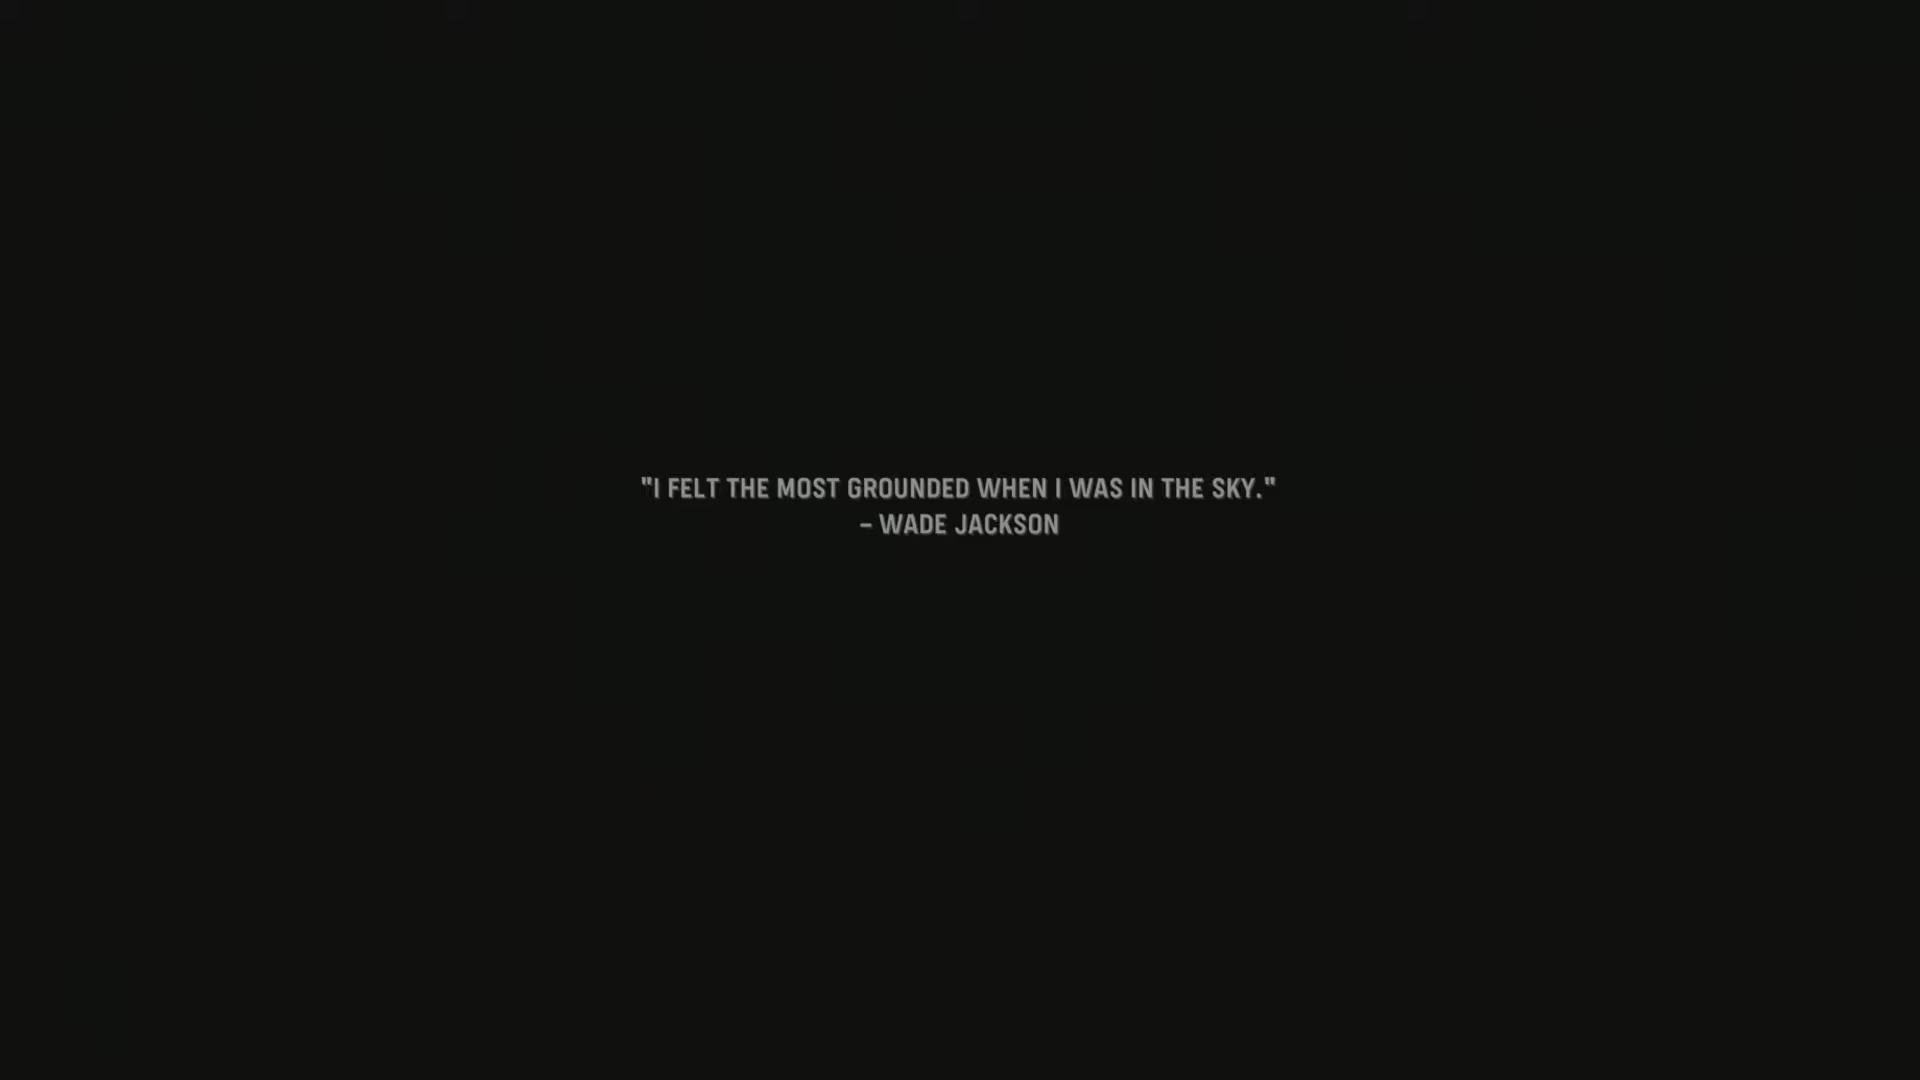 "I FELT THE MOST GROUNDED WHEN I WAS IN THE SKY."
– WADE JACKSON